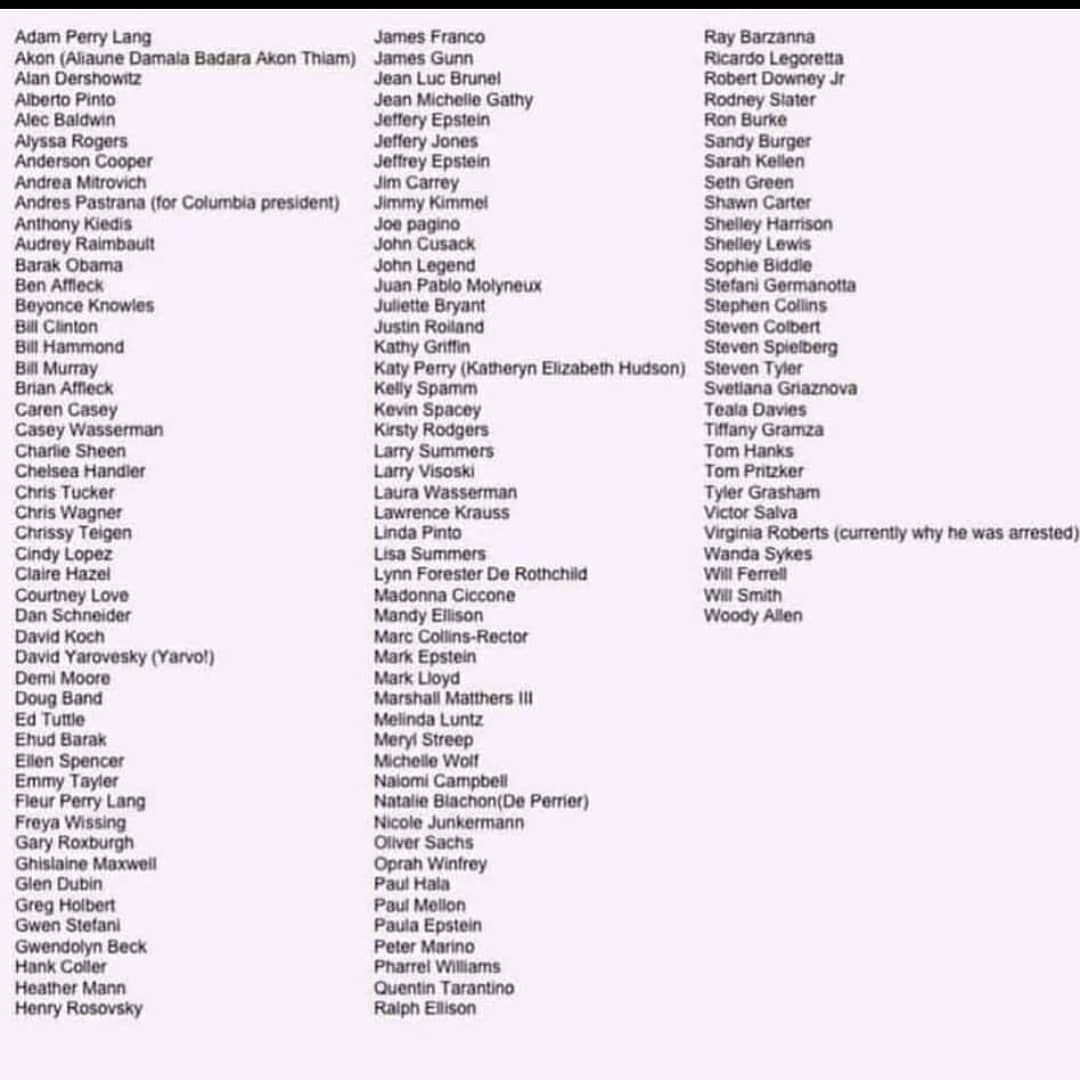 Adam Perry Lang
Akon (Aliaune Damala Badara Akon Thiam)
Alan Dershowitz
Alberto Pinto
Alec Baldwin
Alyssa Rogers
Anderson Cooper
Andrea Mitrovich
Andres Pastrana (for Columbia president)
Anthony Kiedis
Audrey Raimbault
Barak Obama
Ben Affleck
Beyonce Knowles
Bill Clinton
Bill Hammond
Bill Murray
Brian Affleck
Caren Casey
Casey Wasserman
Charlie Sheen
Chelsea Handler
Chris Tucker
Chris Wagner
Chrissy Teigen
Cindy Lopez
Claire Hazel
Courtney Love
Dan Schneider
David Koch
David Yarovesky (Yarvo!)
Demi Moore
Doug Band
Ed Tuttle
Ehud Barak
Ellen Spencer
Emmy Tayler
Fleur Perry Lang
Freya Wissing
Gary Roxburgh
Ghislaine Maxwell
Glen Dubin
Greg Holbert
Gwen Stefani
Gwendolyn Beck
Hank Coller
Heather Mann
Henry Rosovsky
James Franco
James Gunn
Jean Luc Brunel
Jean Michelle Gathy
Jeffery Epstein
Jeffery Jones
Jeffrey Epstein
Jim Carrey
Jimmy Kimmel
Joe pagino
John Cusack
John Legend
Juan Pablo Molyneux
Juliette Bryant
Justin Roiland
Kathy Griffin
Katy Perry (Katheryn Elizabeth Hudson)
Kelly Spamm
Kevin Spacey
Kirsty Rodgers
Larry Summers
Larry Visoski
Laura Wasserman
Lawrence Krauss
Linda Pinto
Lisa Summers
Lynn Forester De Rothchild
Madonna Ciccone
Mandy Ellison
Marc Collins-Rector
Mark Epstein
Mark Lloyd
Marshall Matthers III
Melinda Luntz
Meryl Streep
Michelle Wolf
Naiomi Campbell
Natalie Blachon(De Perrier)
Nicole Junkermann
Oliver Sachs
Oprah Winfrey
Paul Hala
Paul Mellon
Paula Epstein
Peter Marino
Pharrel Williams
Quentin Tarantino
Ralph Ellison
Ray Barzanna
Ricardo Legoretta
Robert Downey Jr
Rodney Slater
Ron Burke
Sandy Burger
Sarah Kellen
Seth Green
Shawn Carter
Shelley Harrison
Shelley Lewis
Sophie Biddle
Stefani Germanotta
Stephen Collins
Steven Colbert
Steven Spielberg
Steven Tyler
Svetlana Griaznova
Teala Davies
Tiffany Gramza
Tom Hanks
Tom Pritzker
Tyler Grasham
Victor Salva
Virginia Roberts (currently why he was arrested)
Wanda Sykes
Will Ferrell
Will Smith
Woody Allen